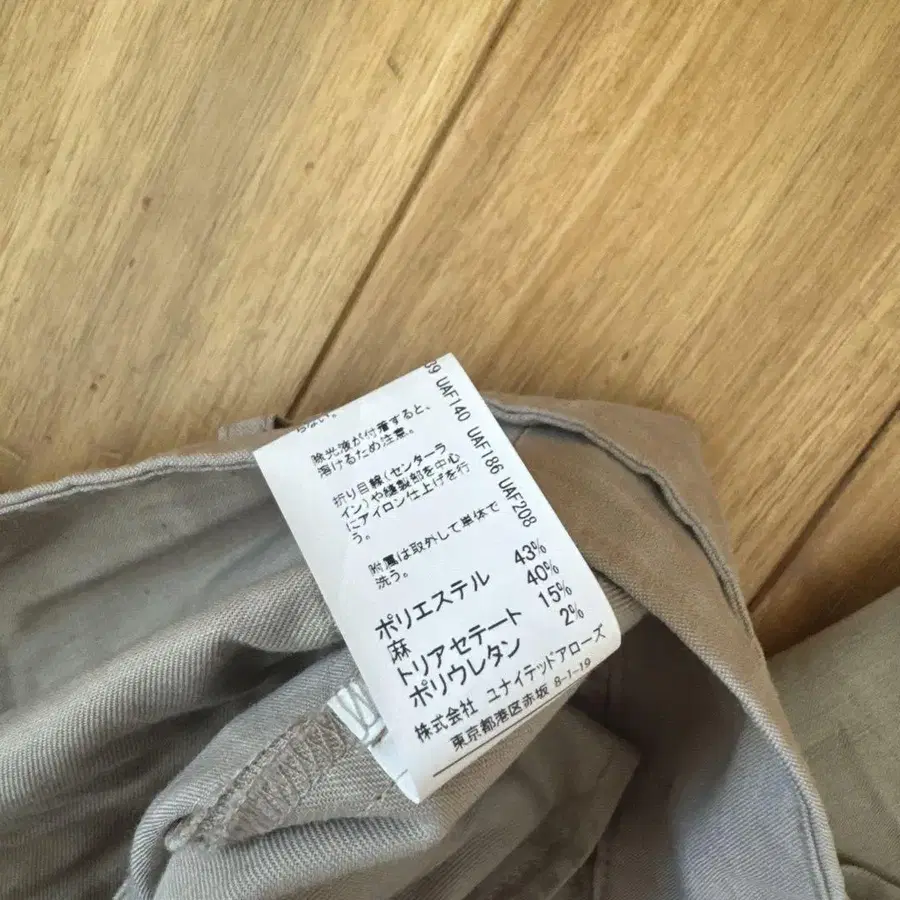 らない。
除光液が付着すると、
溶けるため注意。
折り目線(センターラ
イン)や縫製部を中心
にアイロン仕上げを行
う。
附属は取外して単体で
洗う。
09 UAF140 UAF186 UAF208
ポリエステル 43%
麻 40%
トリアセテート 15%
ポリウレタン 2%
株式会社 ユナイテッドアローズ
東京都港区赤坂 8-1-19